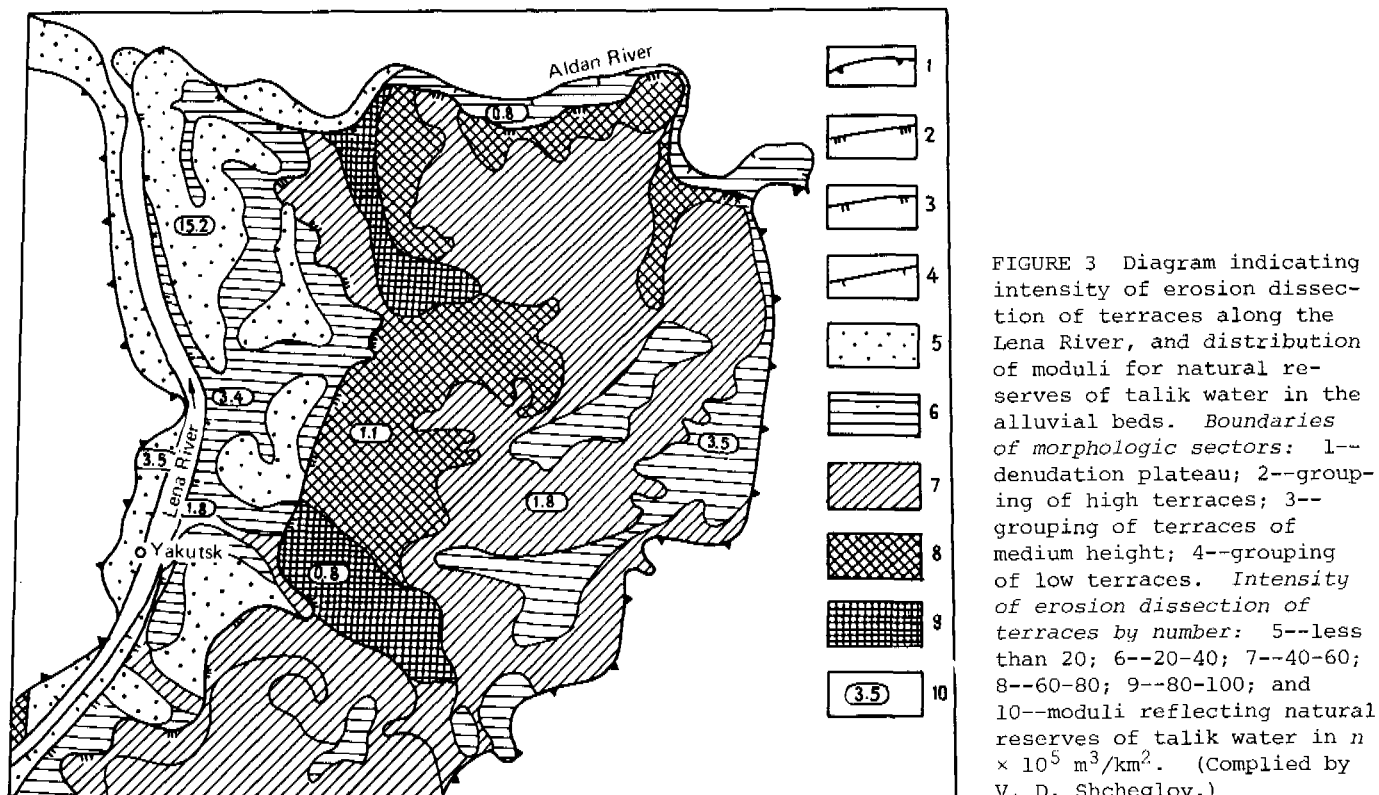 Aldan River
0.8
15.2
3.4
3.5
Lena River
1.8
Yakutsk
1.1
0.8
1.8
3.5
1
2
3
4
5
6
7
8
9
3.5 10
FIGURE 3 Diagram indicating
intensity of erosion dissec-
tion of terraces along the
Lena River, and distribution
of moduli for natural re-
serves of talik water in the
alluvial beds. Boundaries
of morphologic sectors: 1--
denudation plateau; 2--group-
ing of high terraces; 3--
grouping of terraces of
medium height; 4--grouping
of low terraces. Intensity
of erosion dissection of
terraces by number: 5--less
than 20; 6--20-40; 7--40-60;
8--60-80; 9--80-100; and
10--moduli reflecting natural
reserves of talik water in n
× 10⁵ m³/km². (Complied by
V. D. Shcheglov.)